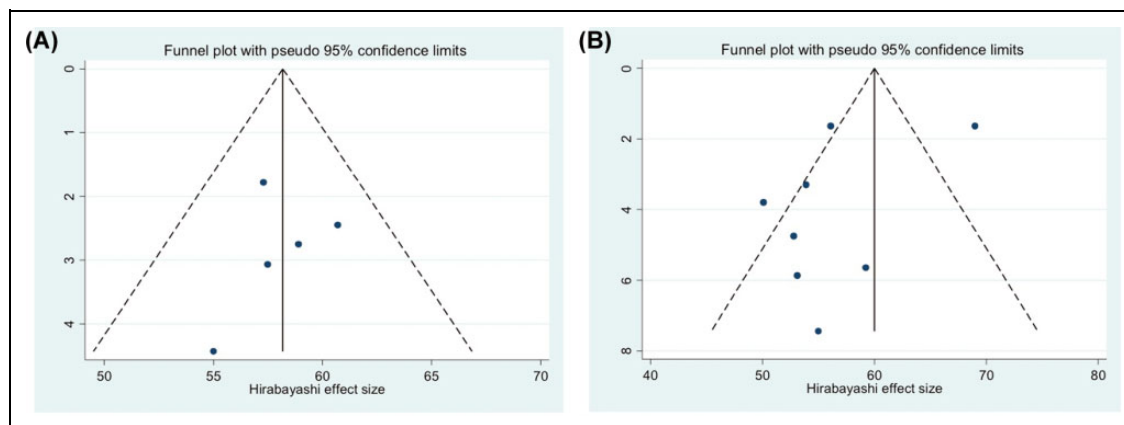 (A)
Funnel plot with pseudo 95% confidence limits
0
1
2
3
4
50 55 60 65 70
Hirabayashi effect size
(B)
Funnel plot with pseudo 95% confidence limits
0
2
4
6
8
40 50 60 70 80
Hirabayashi effect size